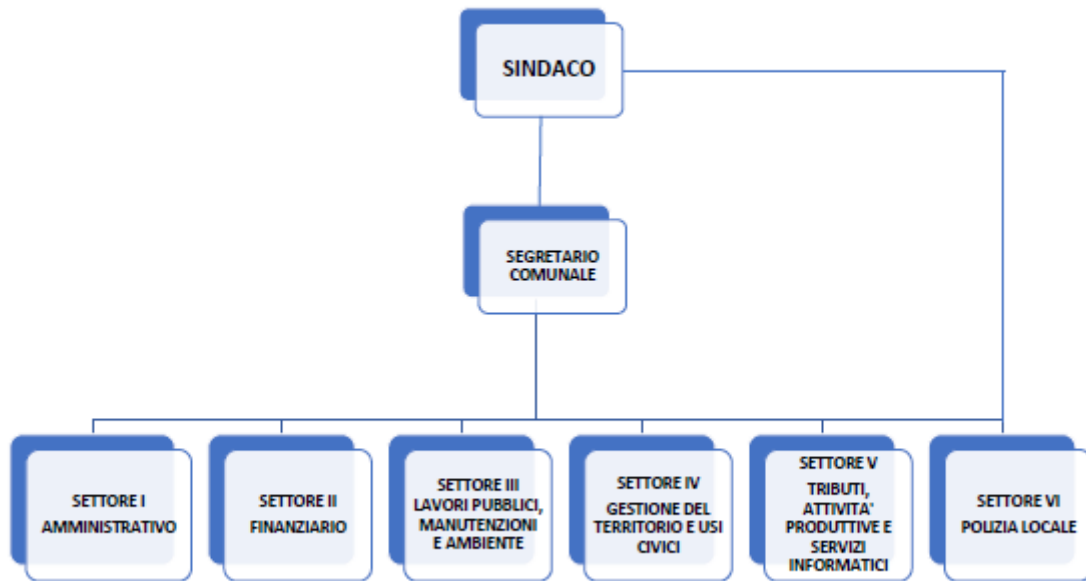 SINDACO
SEGRETARIO
COMUNALE
SETTORE I
AMMINISTRATIVO
SETTORE II
FINANZIARIO
SETTORE III
LAVORI PUBBLICI,
MANUTENZIONI
E AMBIENTE
SETTORE IV
GESTIONE DEL
TERRITORIO E USI
CIVICI
SETTORE V
TRIBUTI,
ATTIVITA'
PRODUTTIVE E
SERVIZI
INFORMATICI
SETTORE VI
POLIZIA LOCALE